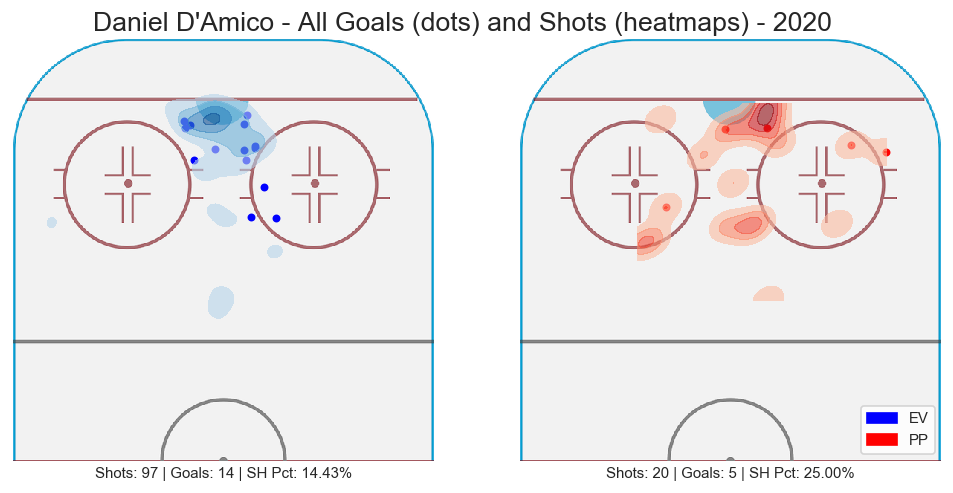 Daniel D'Amico - All Goals (dots) and Shots (heatmaps) - 2020
EV
PP
Shots: 97 | Goals: 14 | SH Pct: 14.43%
Shots: 20 | Goals: 5 | SH Pct: 25.00%